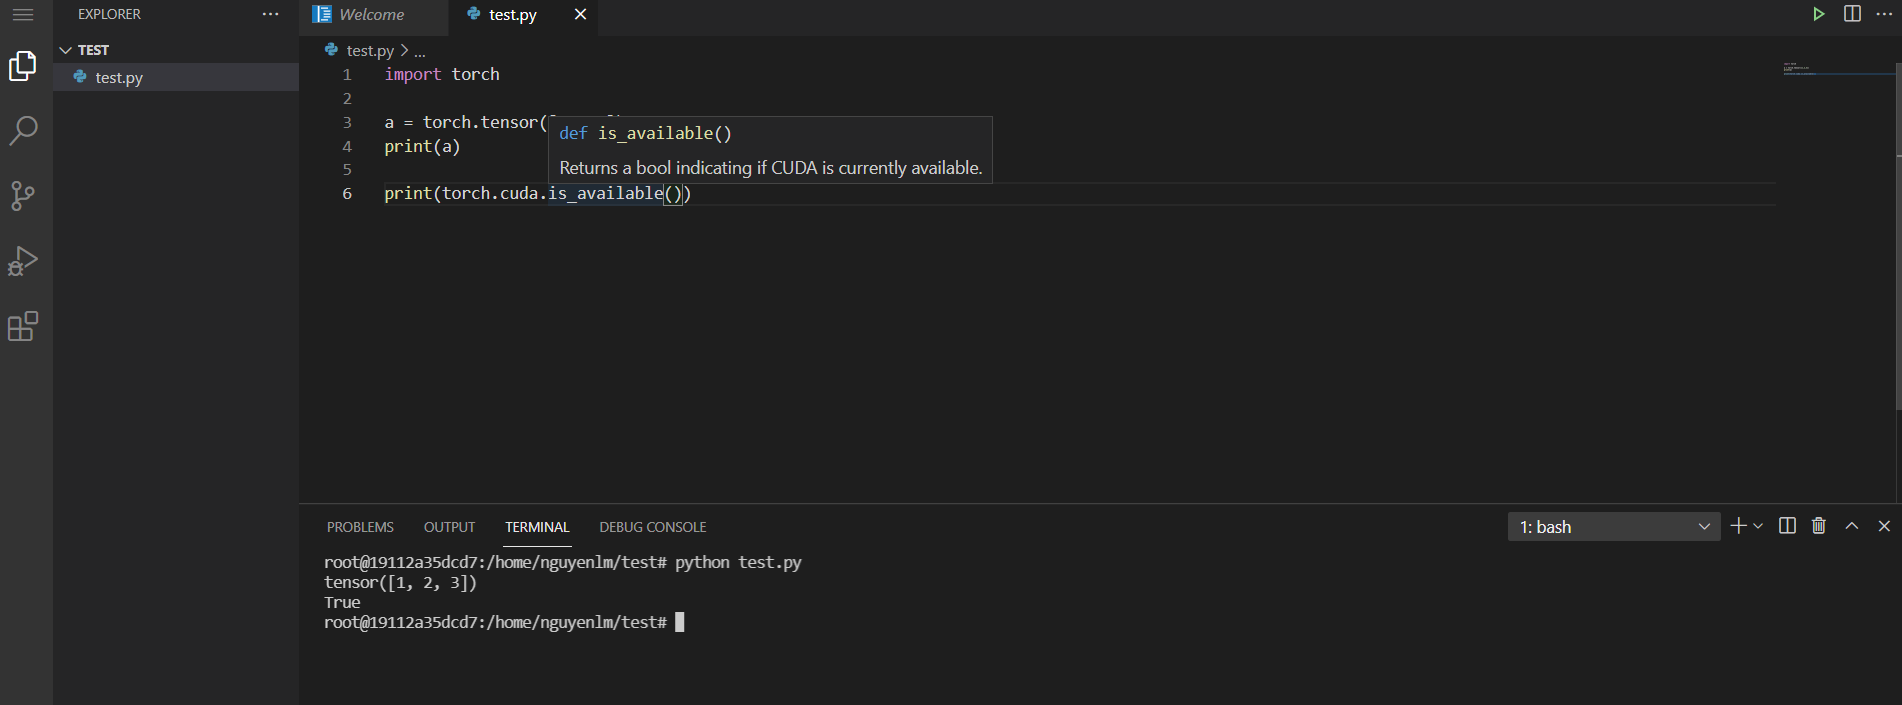 EXPLORER
TEST
test.py
Welcome
test.py
test.py > ...
1 import torch
2
3 a = torch.tensor([
4 print(a)
5
6 print(torch.cuda.is_available())
def is_available()
Returns a bool indicating if CUDA is currently available.
PROBLEMS OUTPUT TERMINAL DEBUG CONSOLE
1: bash
root@19112a35dcd7:/home/nguyenlm/test# python test.py
tensor([1, 2, 3])
True
root@19112a35dcd7:/home/nguyenlm/test#